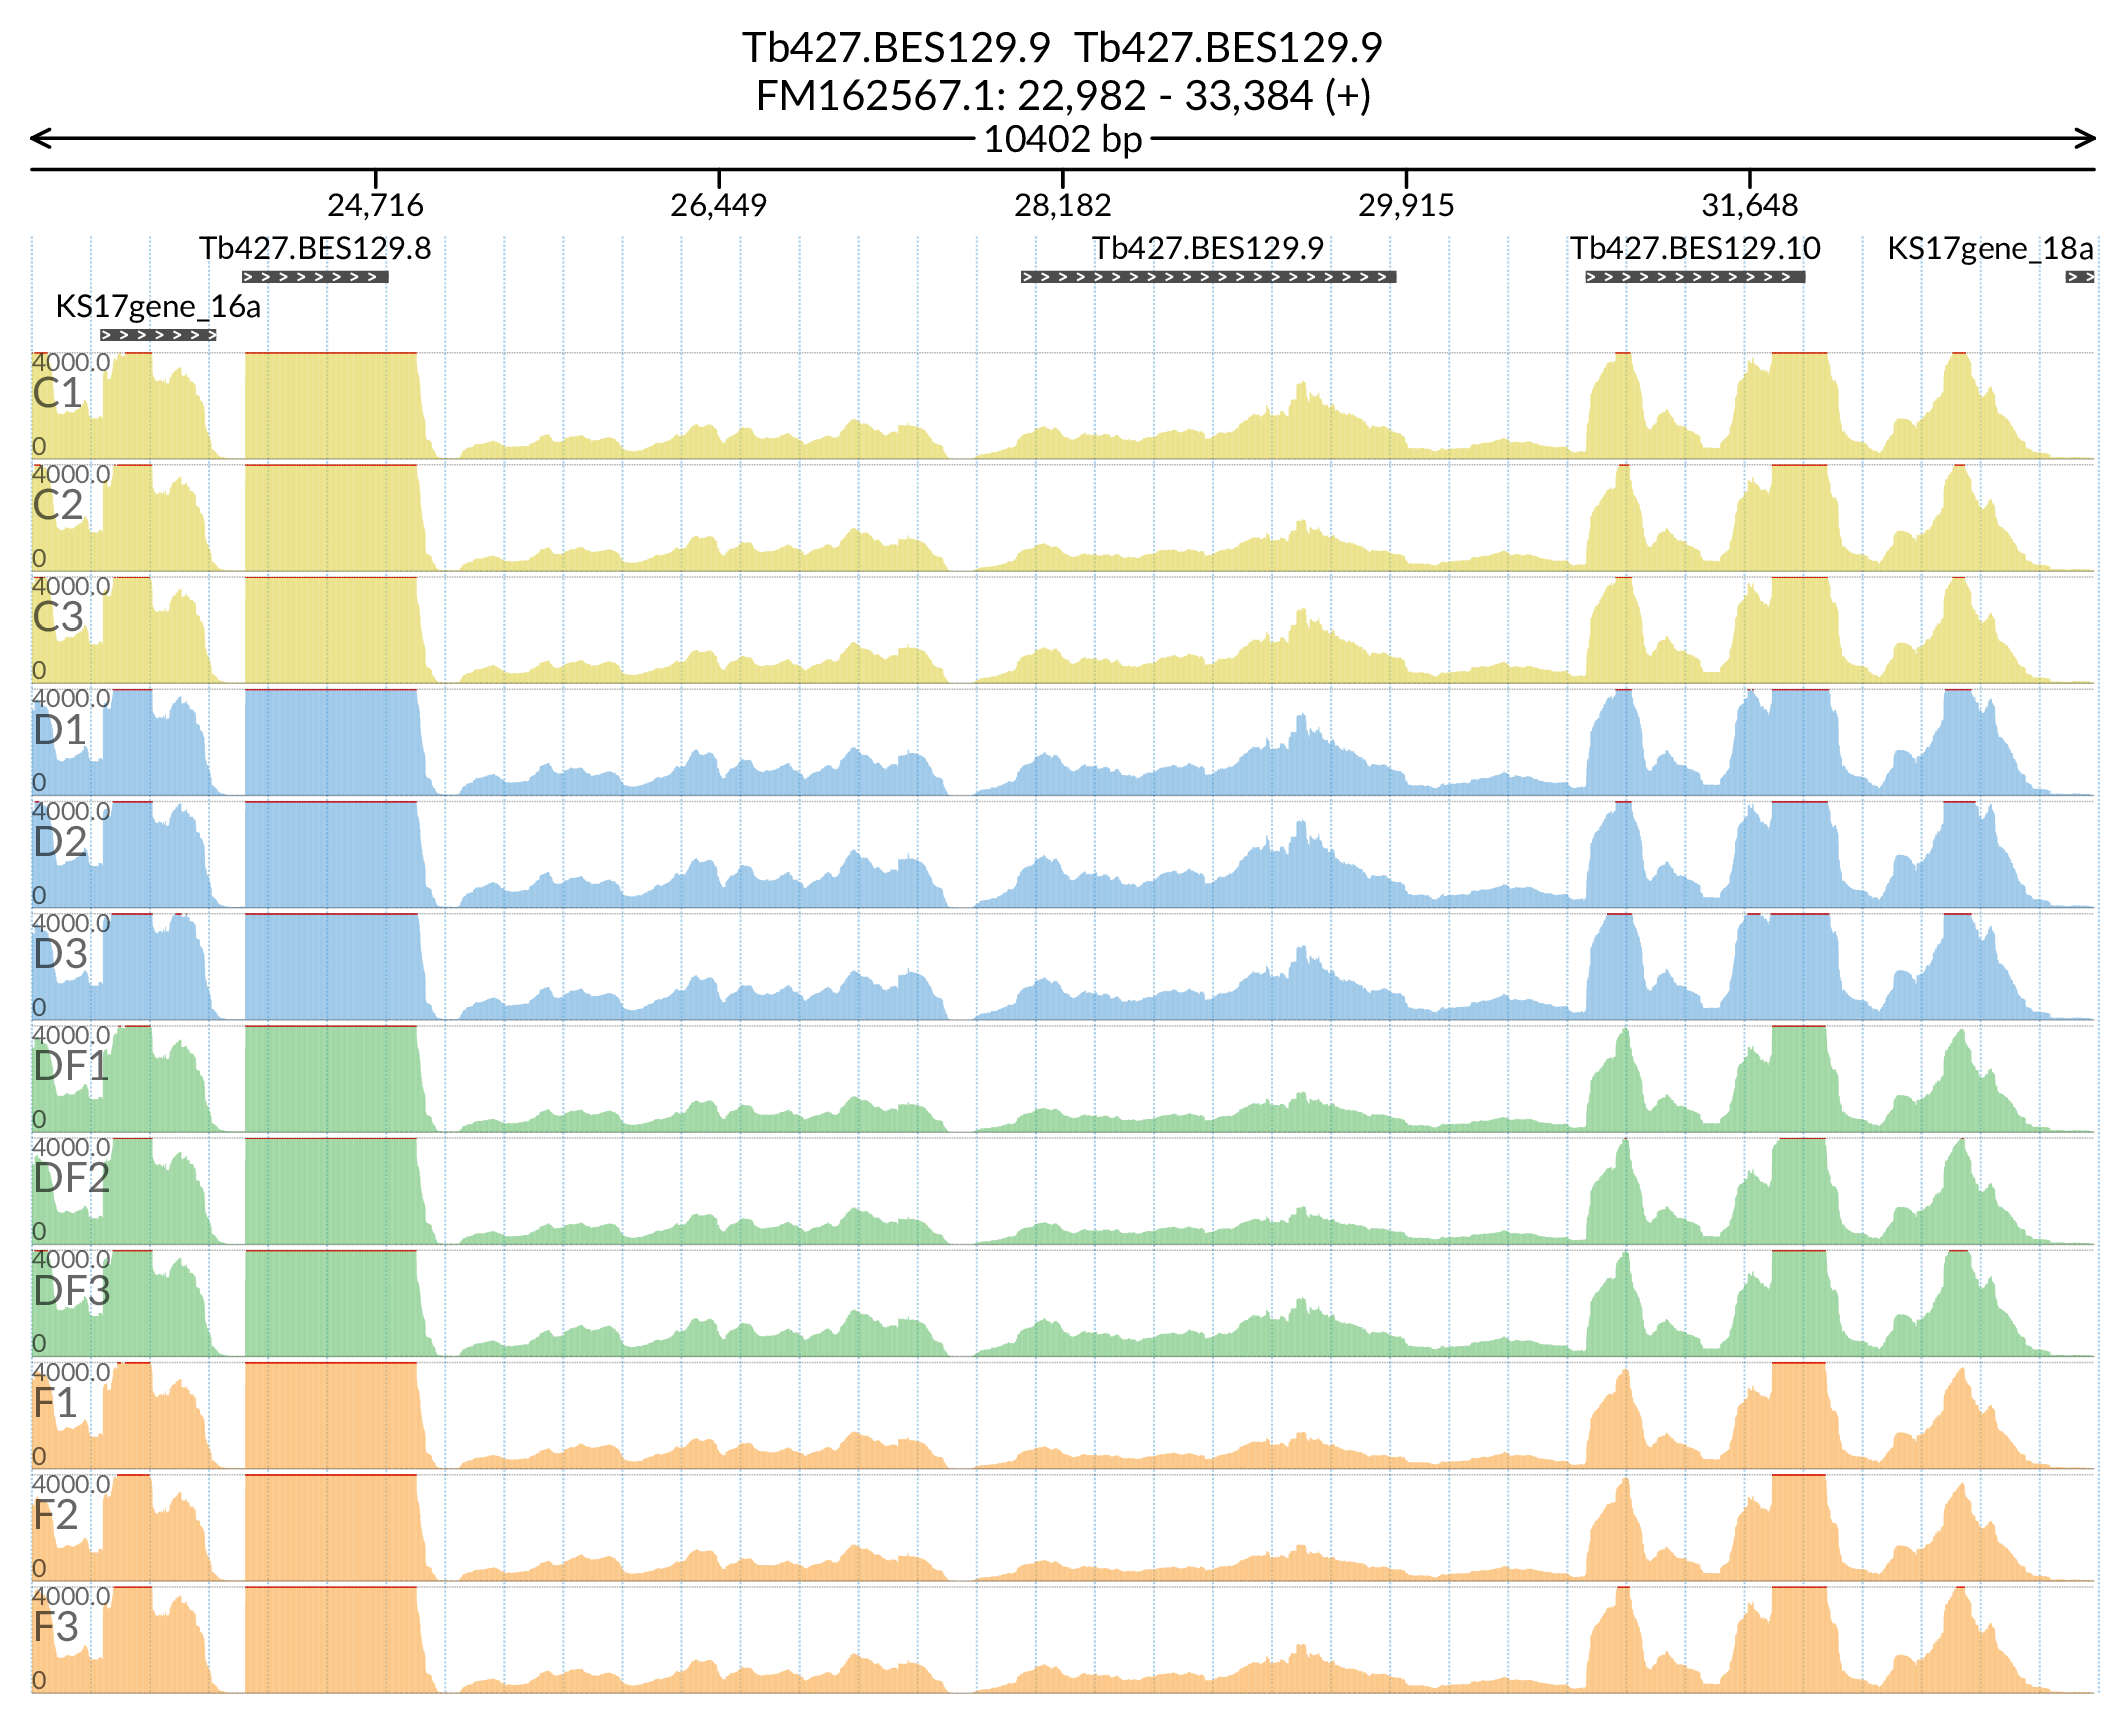 Tb427.BES129.9 Tb427.BES129.9
FM162567.1: 22,982 - 33,384 (+)
10402 bp
24,716 26,449 28,182 29,915 31,648
Tb427.BES129.8 Tb427.BES129.9 Tb427.BES129.10 KS17gene_18a
KS17gene_16a
4000.0
C1
0
4000.0
C2
0
4000.0
C3
0
4000.0
D1
0
4000.0
D2
0
4000.0
D3
0
4000.0
DF1
0
4000.0
DF2
0
4000.0
DF3
0
4000.0
F1
0
4000.0
F2
0
4000.0
F3
0